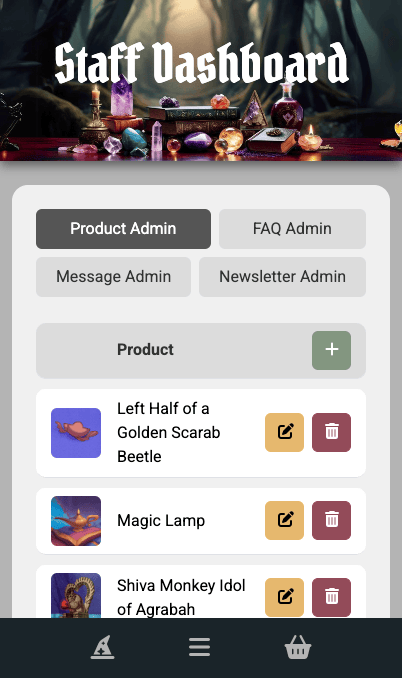 Staff Dashboard
Product Admin
FAQ Admin
Message Admin
Newsletter Admin
Product
Left Half of a
Golden Scarab
Beetle
Magic Lamp
Shiva Monkey Idol
of Agrabah